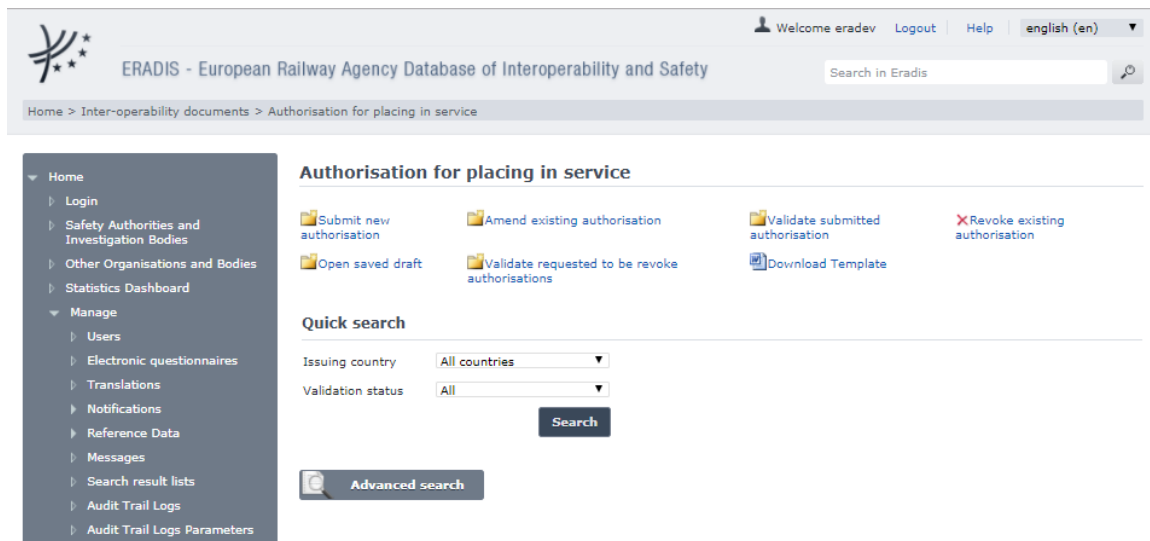 Welcome eradev Logout Help english (en)
ERADIS - European Railway Agency Database of Interoperability and Safety
Search in Eradis
Home > Inter-operability documents > Authorisation for placing in service
Home
Login
Safety Authorities and
Investigation Bodies
Other Organisations and Bodies
Statistics Dashboard
Manage
Users
Electronic questionnaires
Translations
Notifications
Reference Data
Messages
Search result lists
Audit Trail Logs
Audit Trail Logs Parameters
Authorisation for placing in service
Submit new
authorisation
Amend existing authorisation
Validate submitted
authorisation
Revoke existing
authorisation
Open saved draft
Validate requested to be revoke
authorisations
Download Template
Quick search
Issuing country All countries
Validation status All
Search
Advanced search